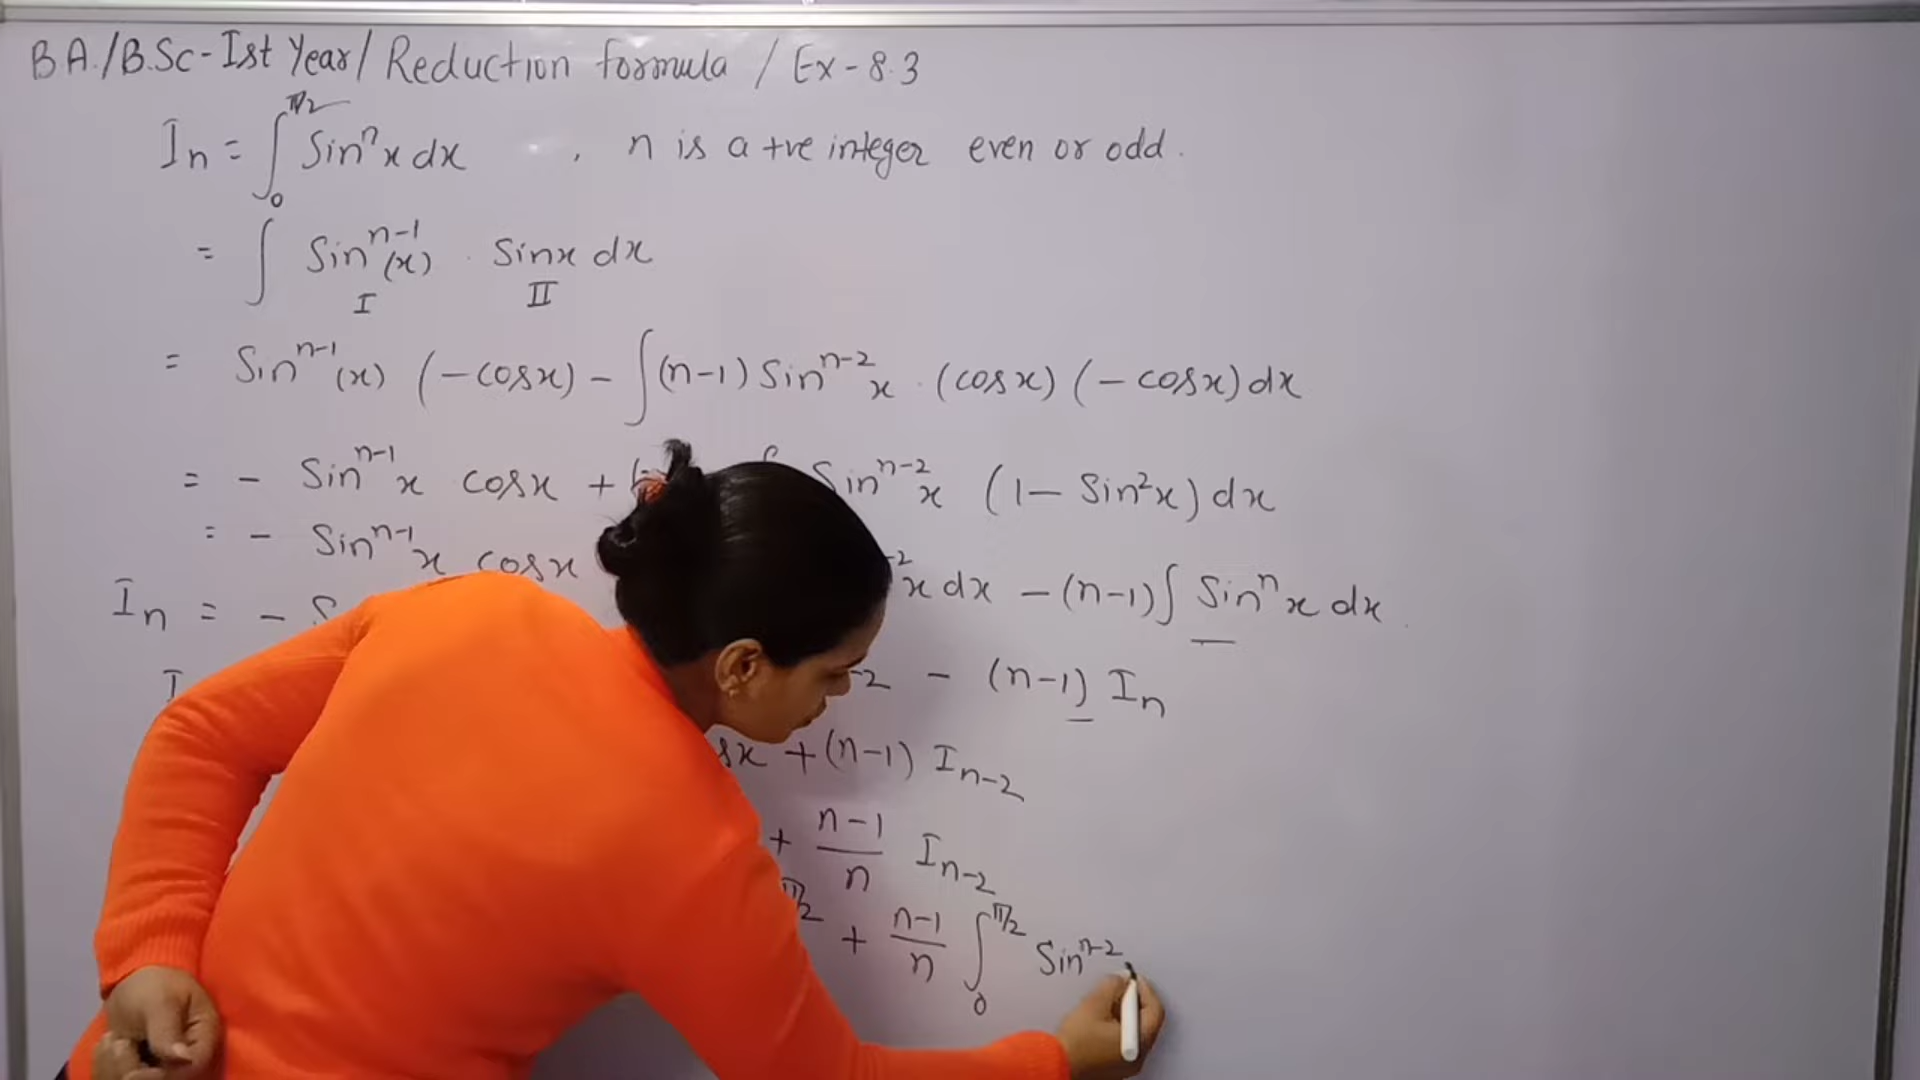 B.A./B.Sc-Ist Year/ Reduction formula / Ex-8.3
Iₙ = ∫₀^π/2 Sinⁿx dx , n is a +ve integer even or odd.
= ∫ Sinⁿ⁻¹(x) . Sinx dx
I II
= Sinⁿ⁻¹(x) (-cosx) - ∫(n-1) Sinⁿ⁻²x . (cosx) (-cosx) dx
= - Sinⁿ⁻¹x cosx + Sinⁿ⁻²x (1- Sin²x) dx
= - Sinⁿ⁻¹x cosx x dx - (n-1)∫ Sinⁿx dx
Iₙ = - -2 - (n-1) Iₙ
+ (n-1) Iₙ₋₂
+ n-1/n Iₙ₋₂
π/2 + n-1/n ∫₀^π/2 Sinⁿ⁻²